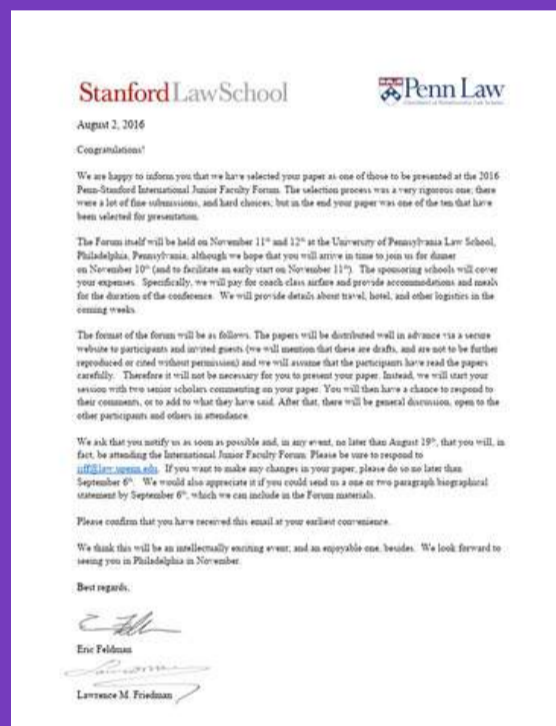 Stanford Law School
Penn Law
August 2, 2016
Congratulations!
We are happy to inform you that we have selected your paper as one of those to be presented at the 2016
Penn-Stanford International Junior Faculty Forum. The selection process was a very rigorous one; there
were a lot of fine submissions, and hard choices; but in the end your paper was one of the ten that have
been selected for presentation.
The Forum itself will be held on November 11th and 12th at the University of Pennsylvania Law School,
Philadelphia, Pennsylvania, although we hope that you will arrive in time to join us for dinner
on November 10th (and to facilitate an early start on November 11th). The sponsoring schools will cover
your expenses. Specifically, we will pay for coach class airfare and provide accommodations and meals
for the duration of the conference. We will provide details about travel, hotel, and other logistics in the
coming weeks.
The format of the forum will be as follows. The papers will be distributed well in advance via a secure
website to participants and invited guests (we will mention that these are drafts, and are not to be further
reproduced or cited without permission) and we will assume that the participants have read the papers
carefully. Therefore it will not be necessary for you to present your paper. Instead, we will start your
session with two senior scholars commenting on your paper. You will then have a chance to respond to
their comments, or to add to what they have said. After that, there will be general discussion, open to the
other participants and others in attendance.
We ask that you notify us as soon as possible and, in any event, no later than August 19th, that you will, in
fact, be attending the International Junior Faculty Forum. Please be sure to respond to
ijff@law.upenn.edu. If you want to make any changes in your paper, please do so no later than
September 6th. We would also appreciate it if you could send us a one or two paragraph biographical
statement by September 6th, which we can include in the Forum materials.
Please confirm that you have received this email at your earliest convenience.
We think this will be an intellectually exciting event; and an enjoyable one, besides. We look forward to
seeing you in Philadelphia in November.
Best regards,
Eric Feldman
Lawrence M. Friedman